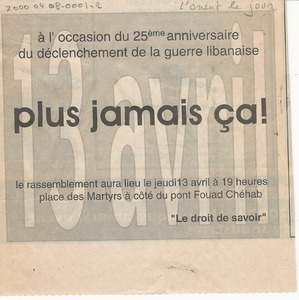 2000 04 08-0001-2 L'orient le jour
à l' occasion du 25ème anniversaire
du déclenchement de la guerre libanaise
13 avril
plus jamais ça!
le rassemblement aura lieu le jeudi13 avril à 19 heures
place des Martyrs à côté du pont Fouad Chéhab
"Le droit de savoir"